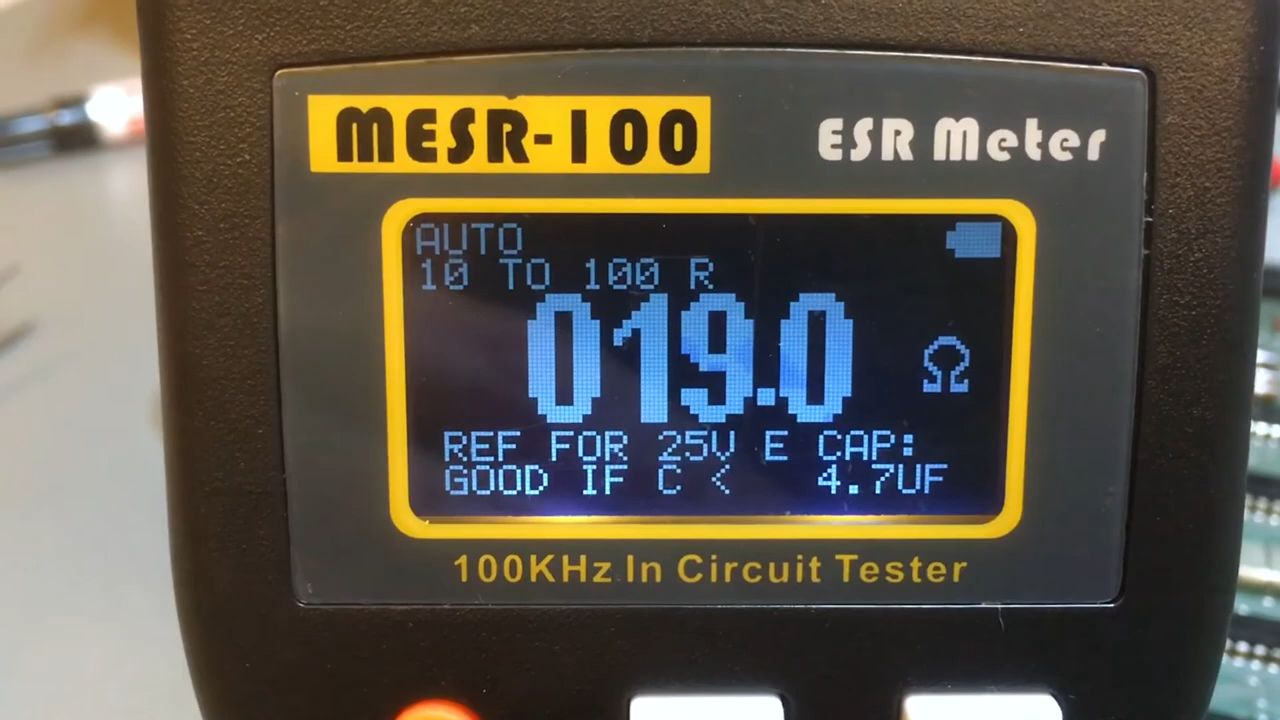 MESR-100
ESR Meter
AUTO
10 TO 100 R
019.0 Ω
REF FOR 25V E CAP:
GOOD IF C < 4.7UF
100KHz In Circuit Tester